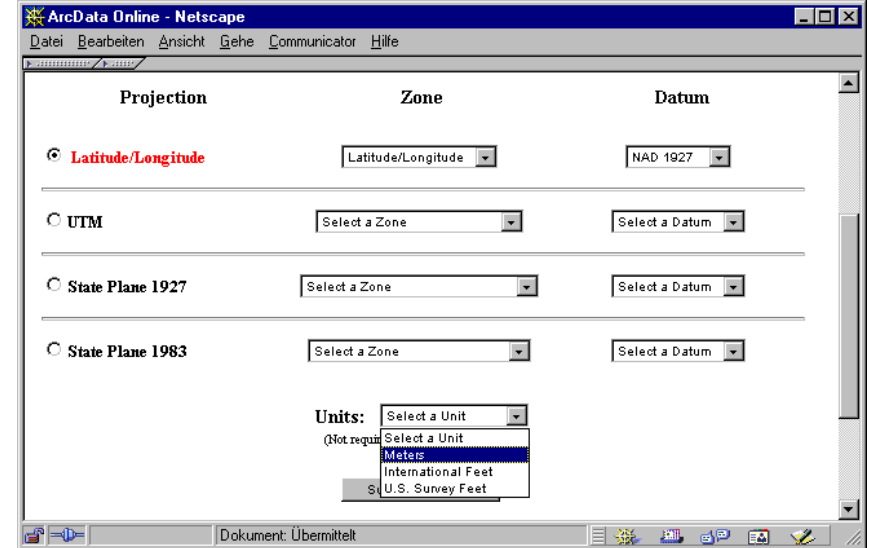 ArcData Online - Netscape
Datei Bearbeiten Ansicht Gehe Communicator Hilfe
Projection Zone Datum
Latitude/Longitude Latitude/Longitude NAD 1927
UTM Select a Zone Select a Datum
State Plane 1927 Select a Zone Select a Datum
State Plane 1983 Select a Zone Select a Datum
Units: Select a Unit
(Not Select a Unit
Meters
International Feet
U.S. Survey Feet
Dokument: Übermittelt